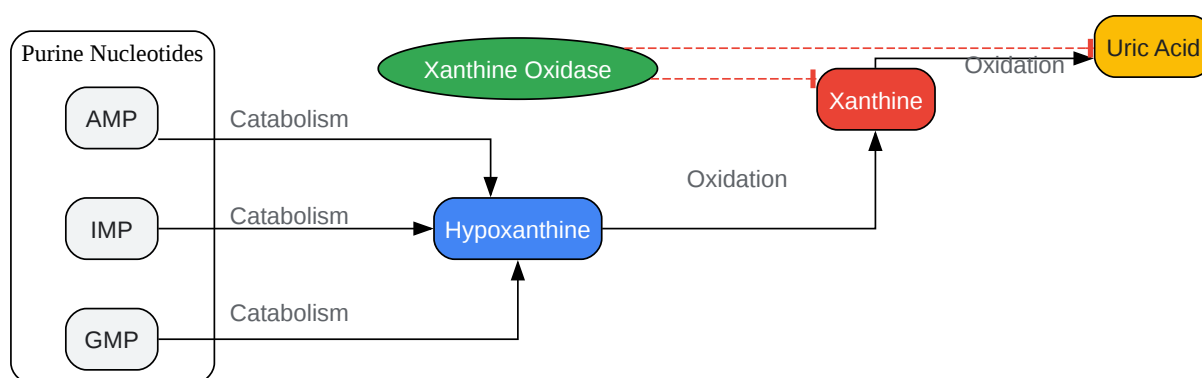 Purine Nucleotides
AMP
IMP
GMP
Catabolism
Catabolism
Catabolism
Xanthine Oxidase
Hypoxanthine
Oxidation
Xanthine
Oxidation
Uric Acid